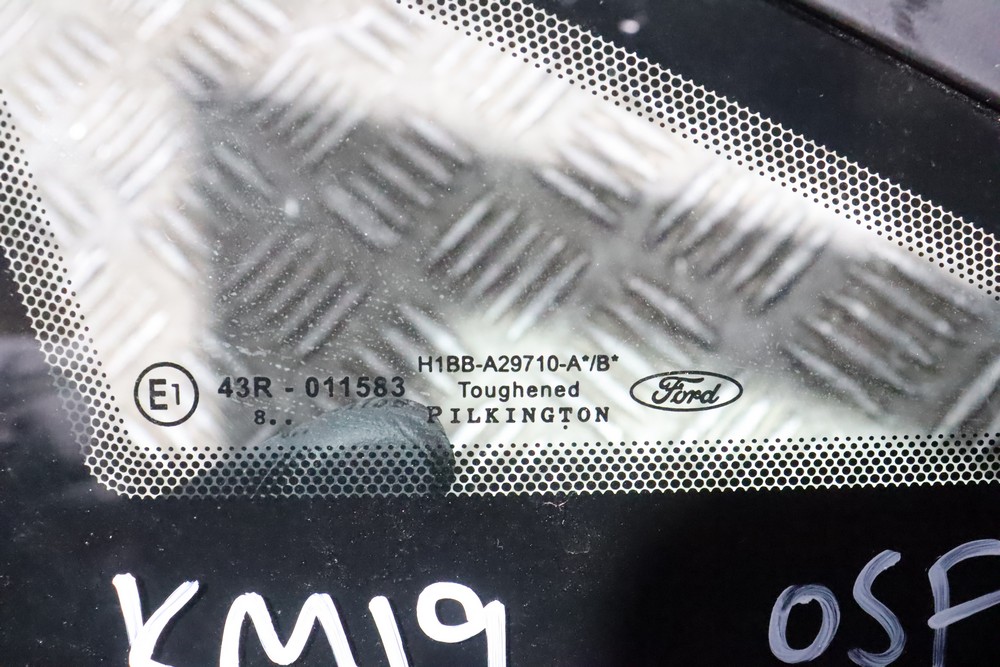 H1BB-A29710-A*/B*
E1 43R - 011583 Toughened Ford
8.. PILKINGTON
KM19 OSF